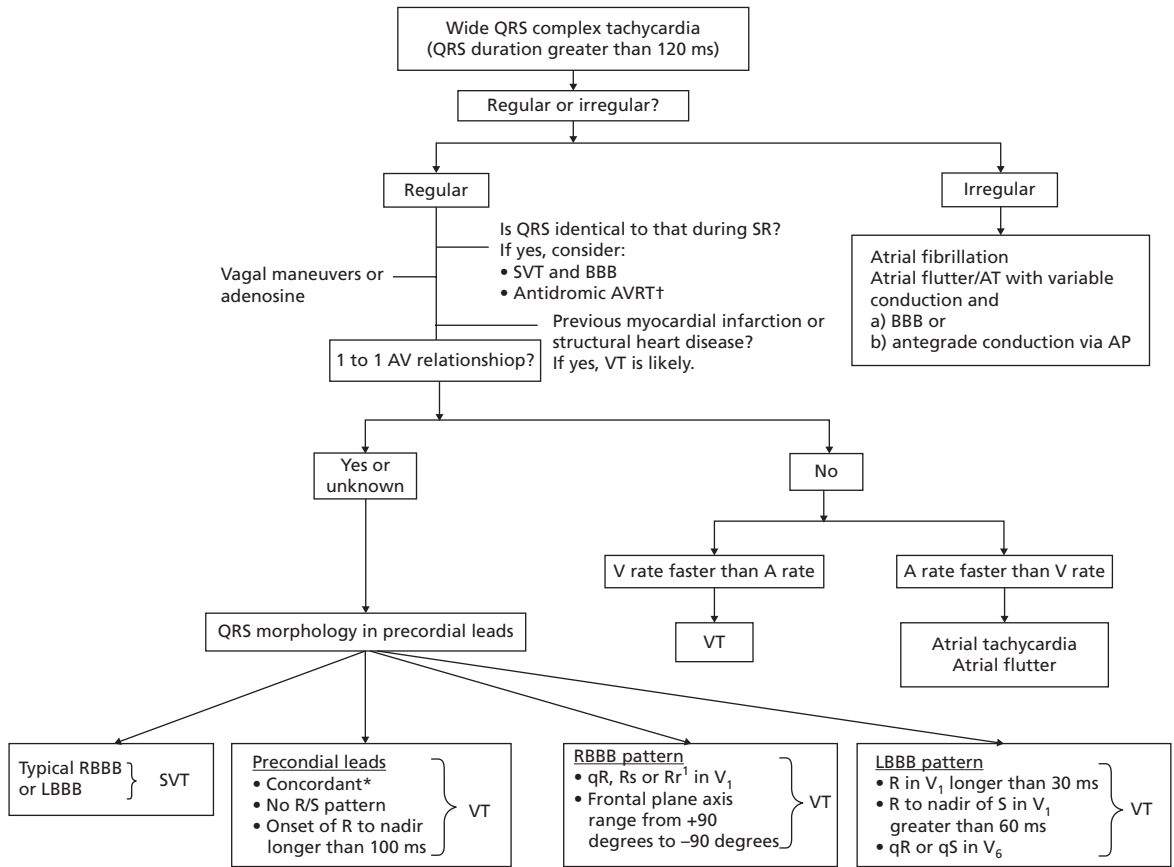 Wide QRS complex tachycardia
(QRS duration greater than 120 ms)
Regular or irregular?
Regular
Irregular
Is QRS identical to that during SR?
If yes, consider:
• SVT and BBB
• Antidromic AVRT†
Vagal maneuvers or
adenosine
Previous myocardial infarction or
structural heart disease?
If yes, VT is likely.
Atrial fibrillation
Atrial flutter/AT with variable
conduction and
a) BBB or
b) antegrade conduction via AP
1 to 1 AV relationshiop?
Yes or
unknown
No
V rate faster than A rate
A rate faster than V rate
QRS morphology in precordial leads
VT
Atrial tachycardia
Atrial flutter
Typical RBBB
or LBBB
SVT
Precondial leads
• Concordant*
• No R/S pattern
• Onset of R to nadir
longer than 100 ms
VT
RBBB pattern
• qR, Rs or Rr¹ in V₁
• Frontal plane axis
range from +90
degrees to –90 degrees
VT
LBBB pattern
• R in V₁ longer than 30 ms
• R to nadir of S in V₁
greater than 60 ms
• qR or qS in V₆
VT